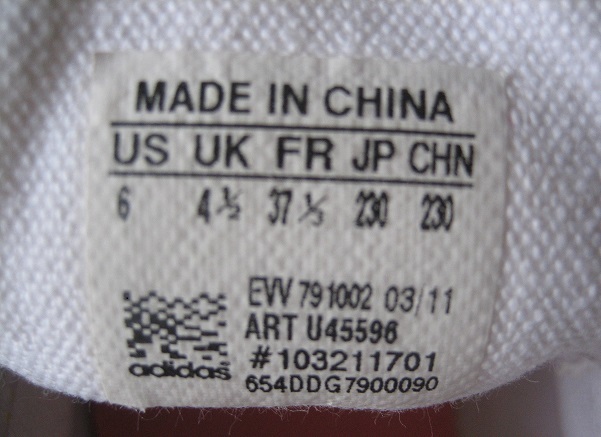 MADE IN CHINA
US UK FR JP CHN
6 4½ 37⅓ 230 230
EVV 791002 03/11
ART U45596
#103211701
654DDG7900090
adidas